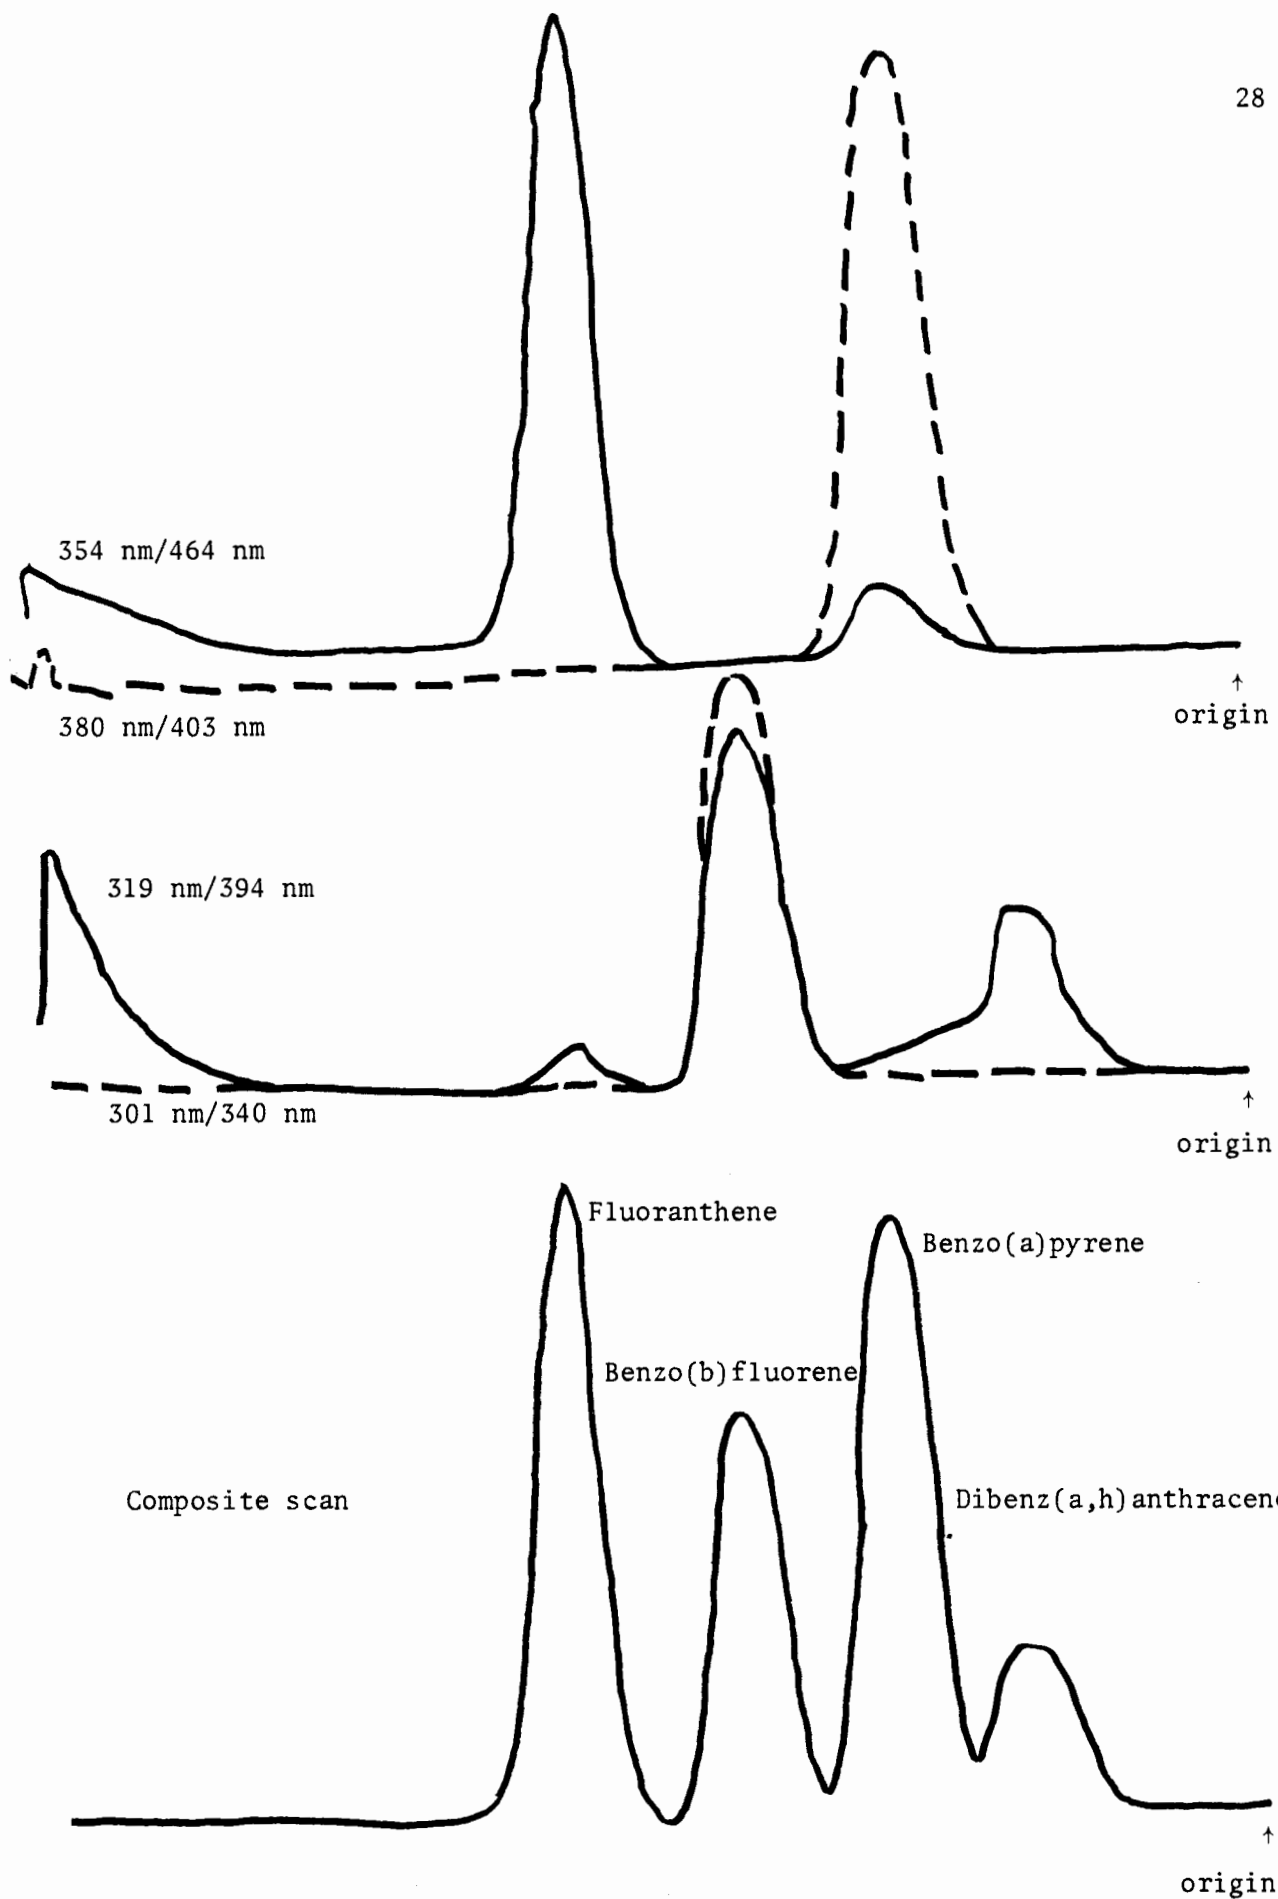 28
354 nm/464 nm
380 nm/403 nm
↑
origin
319 nm/394 nm
301 nm/340 nm
↑
origin
Fluoranthene
Benzo(a)pyrene
Benzo(b)fluorene
Composite scan
Dibenz(a,h)anthracene
↑
origin